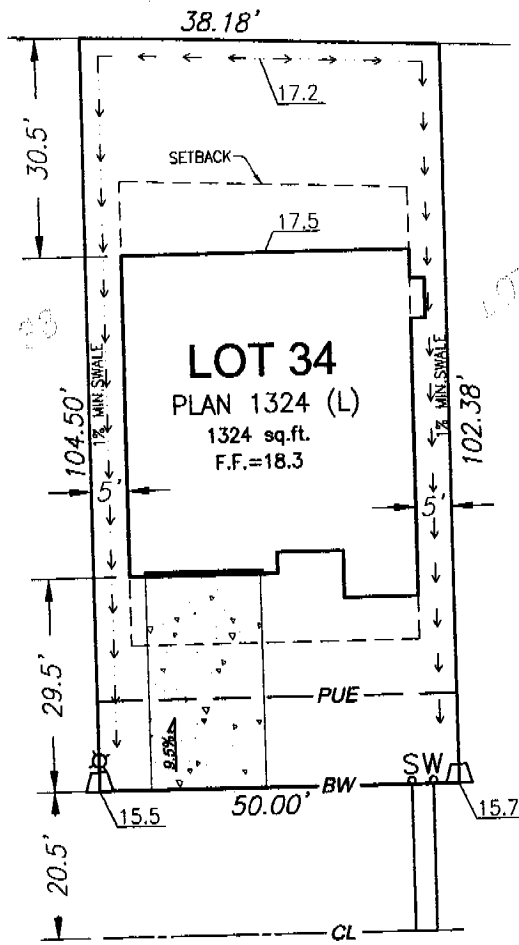 38.18'
17.2
30.5'
SETBACK
17.5
LOT 34
PLAN 1324 (L)
1324 sq.ft.
F.F.=18.3
1% MIN.SWALE
1% MIN.SWALE
104.50'
102.38'
5'
5'
29.5'
PUE
9.5%
S W
BW
50.00'
15.5
15.7
20.5'
CL